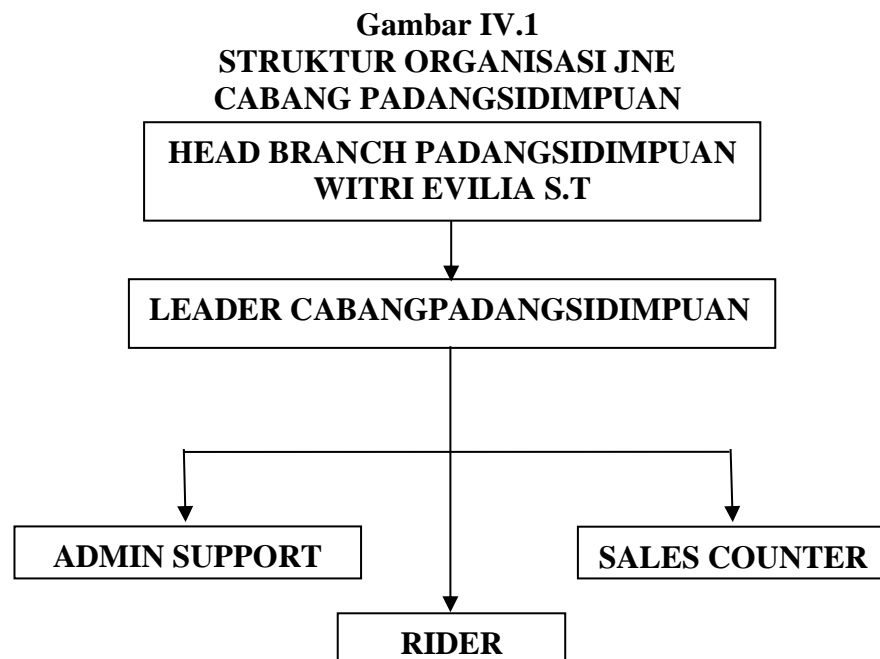 Gambar IV.1
STRUKTUR ORGANISASI JNE
CABANG PADANGSIDIMPUAN
HEAD BRANCH PADANGSIDIMPUAN
WITRI EVILIA S.T
LEADER CABANGPADANGSIDIMPUAN
ADMIN SUPPORT
SALES COUNTER
RIDER